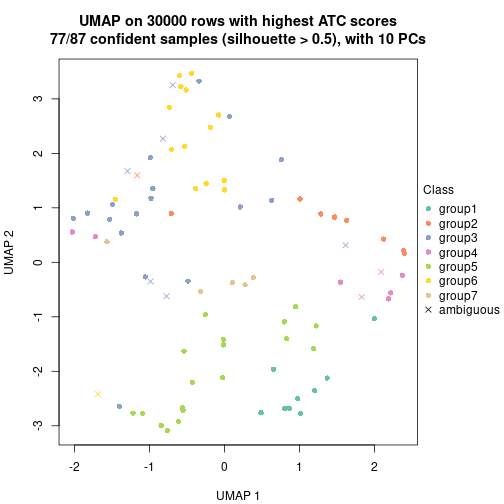 UMAP on 30000 rows with highest ATC scores
77/87 confident samples (silhouette > 0.5), with 10 PCs
3
2
1
0
-1
-2
-3
UMAP 2
-2
-1
0
1
2
UMAP 1
Class
group1
group2
group3
group4
group5
group6
group7
ambiguous